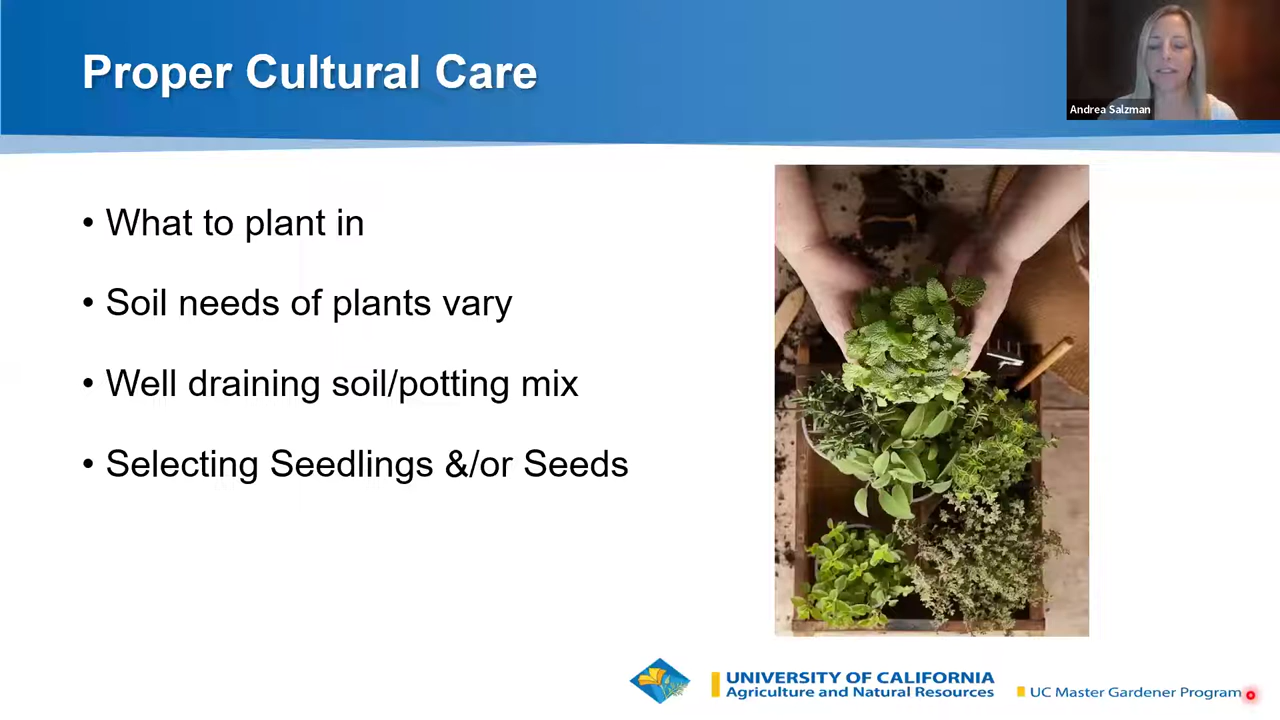 Proper Cultural Care
Andrea Salzman
• What to plant in
• Soil needs of plants vary
• Well draining soil/potting mix
• Selecting Seedlings &/or Seeds
UNIVERSITY OF CALIFORNIA
Agriculture and Natural Resources
UC Master Gardener Program